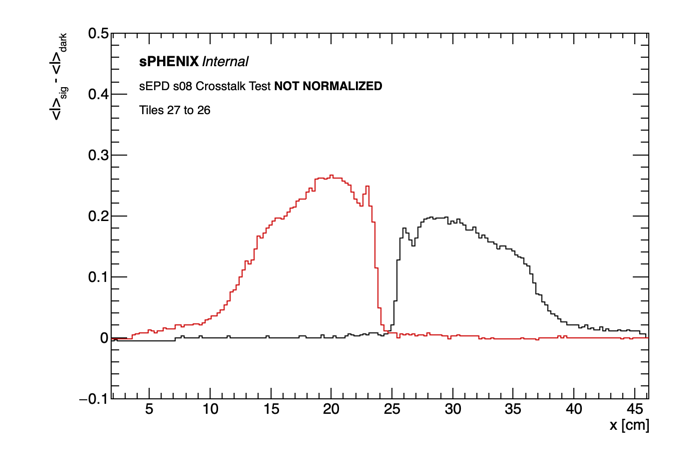 0.5
<I>sig - <I>dark
sPHENIX Internal
sEPD s08 Crosstalk Test NOT NORMALIZED
0.4
Tiles 27 to 26
0.3
0.2
0.1
0
−0.1
5 10 15 20 25 30 35 40 45
x [cm]